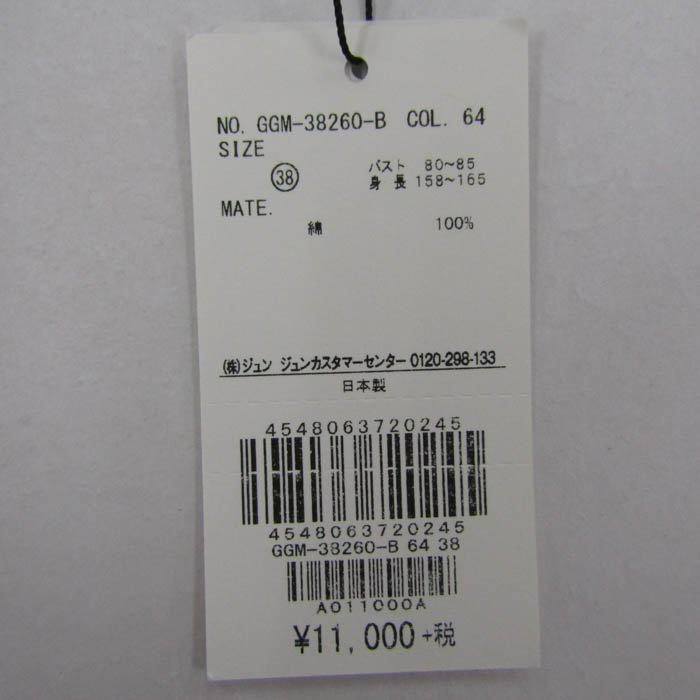 NO. GGM-38260-B COL. 64
SIZE
38 バスト 80~85
身長 158~165
MATE.
綿 100%
(株)ジュン ジュンカスタマーセンター 0120-298-133
日本製
4548063720245
4548063720245
GGM-38260-B 64 38
A011000A
¥11,000 +税